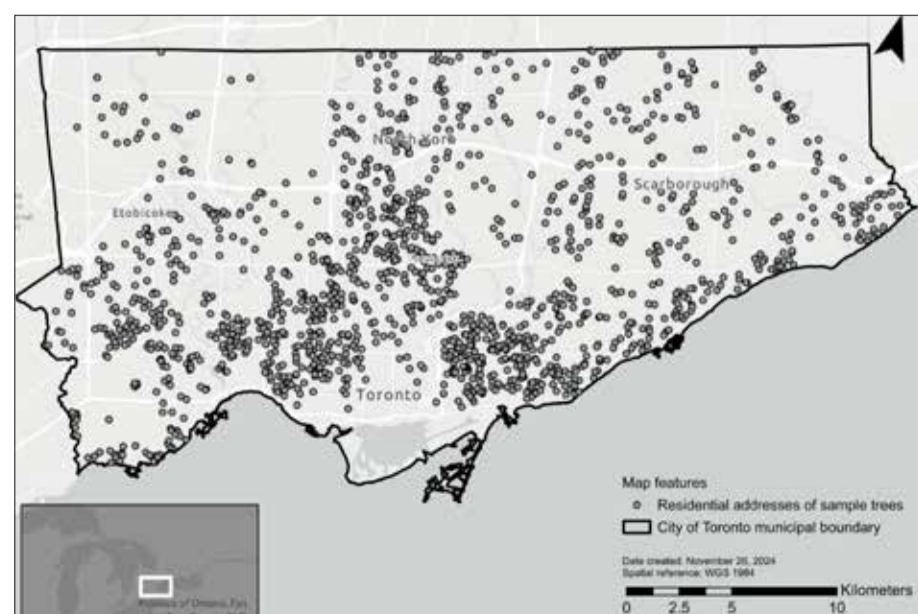 North York
Scarborough
Etobicoke
Toronto
Map features
Residential addresses of sample trees
City of Toronto municipal boundary
Date created: November 26, 2024
Spatial reference: WGS 1984
Kilometers
0 2.5 5 10